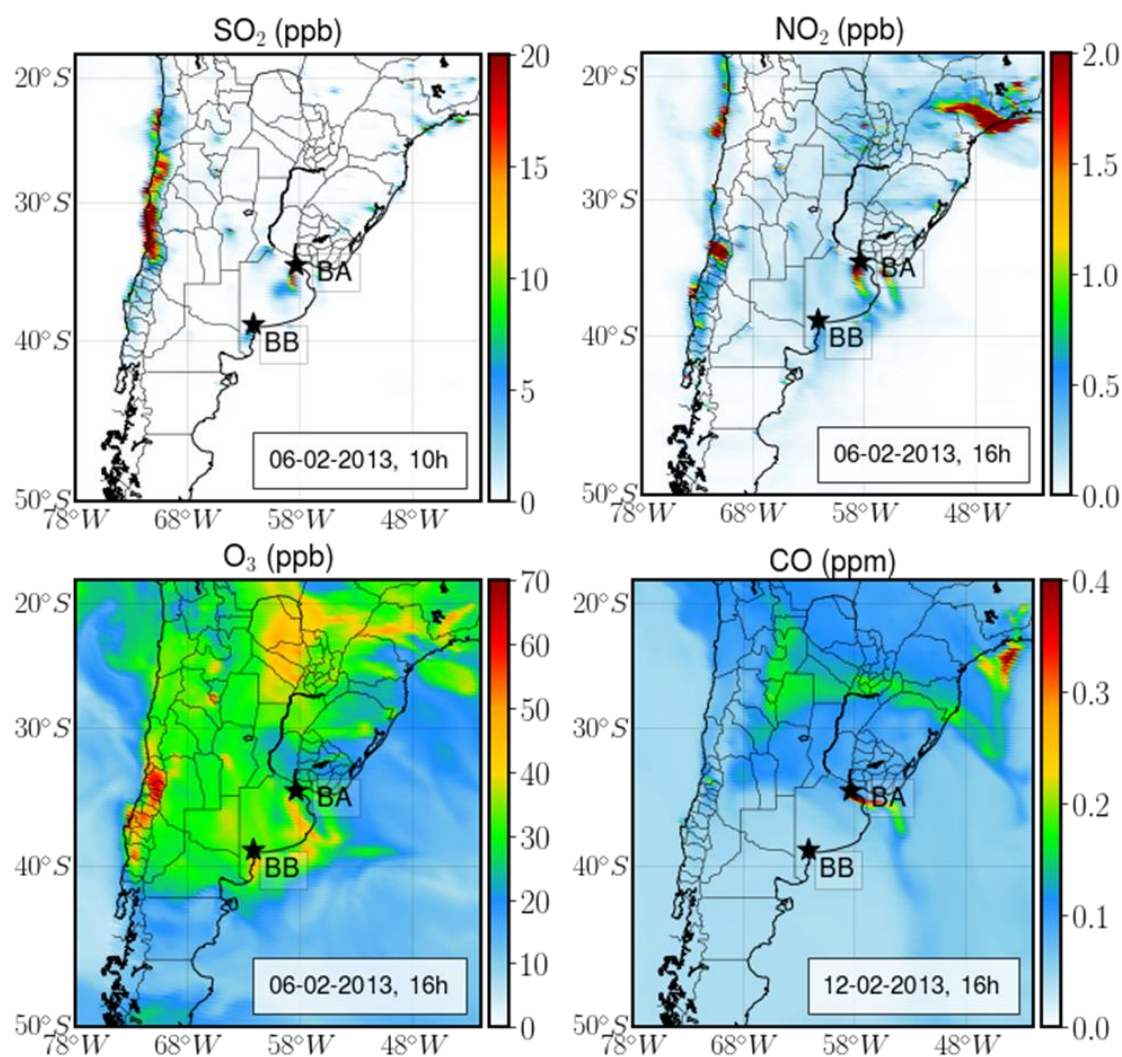 SO₂ (ppb)
20°S
30°S
40°S
50°S
78°W 68°W 58°W 48°W
BA
BB
06-02-2013, 10h
20
15
10
5
0
NO₂ (ppb)
20°S
30°S
40°S
50°S
78°W 68°W 58°W 48°W
BA
BB
06-02-2013, 16h
2.0
1.5
1.0
0.5
0.0
O₃ (ppb)
20°S
30°S
40°S
50°S
78°W 68°W 58°W 48°W
BA
BB
06-02-2013, 16h
70
60
50
40
30
20
10
0
CO (ppm)
20°S
30°S
40°S
50°S
78°W 68°W 58°W 48°W
BA
BB
12-02-2013, 16h
0.4
0.3
0.2
0.1
0.0